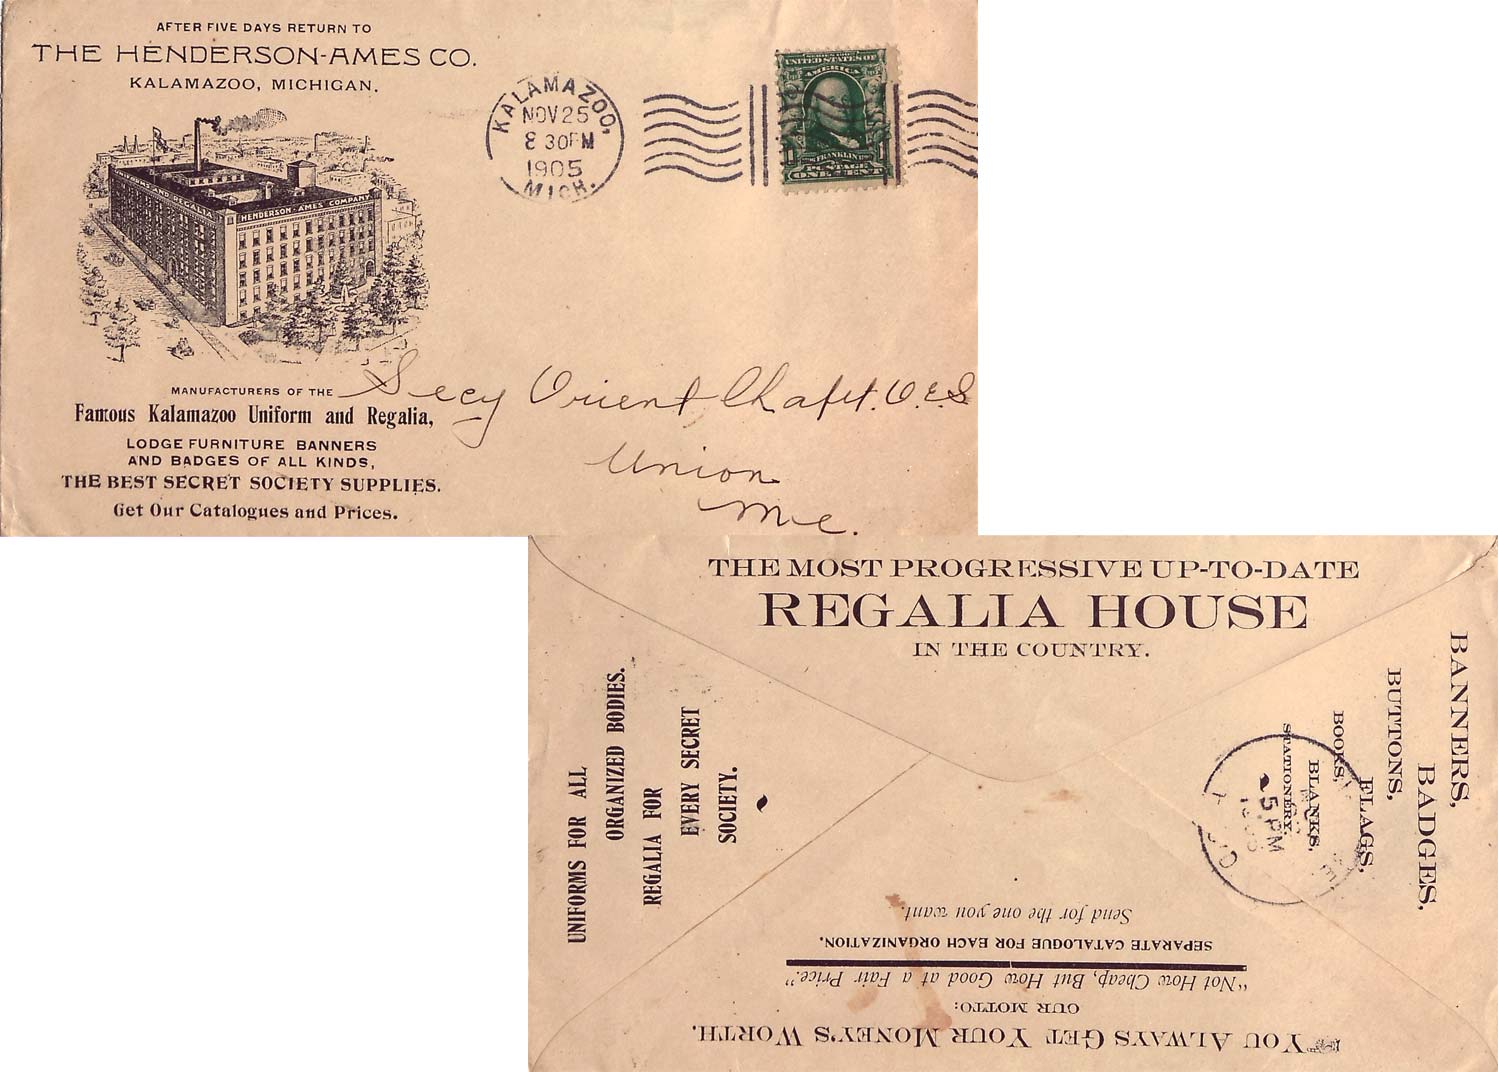 AFTER FIVE DAYS RETURN TO
THE HENDERSON-AMES CO.
KALAMAZOO, MICHIGAN.
UNIFORMS AND REGALIA
HENDERSON-AMES COMPANY
MANUFACTURERS OF THE
Famous Kalamazoo Uniform and Regalia,
LODGE FURNITURE BANNERS
AND BADGES OF ALL KINDS,
THE BEST SECRET SOCIETY SUPPLIES.
Get Our Catalogues and Prices.
KALAMAZOO,
NOV 25
8 30 PM
1905
MICH.
UNITED STATES OF
AMERICA
FRANKLIN
POSTAGE
ONE CENT
Secy Orient Chapt. O.E.S
Union
Me.
THE MOST PROGRESSIVE UP-TO-DATE
REGALIA HOUSE
IN THE COUNTRY.
UNIFORMS FOR ALL
ORGANIZED BODIES.
REGALIA FOR
EVERY SECRET
SOCIETY.
BANNERS,
BADGES,
BUTTONS,
FLAGS,
BOOKS,
BLANKS,
STATIONERY.
5 PM
Send for the one you want.
SEPARATE CATALOGUE FOR EACH ORGANIZATION.
"Not How Cheap, But How Good at a Fair Price."
OUR MOTTO:
YOU ALWAYS GET YOUR MONEY'S WORTH.